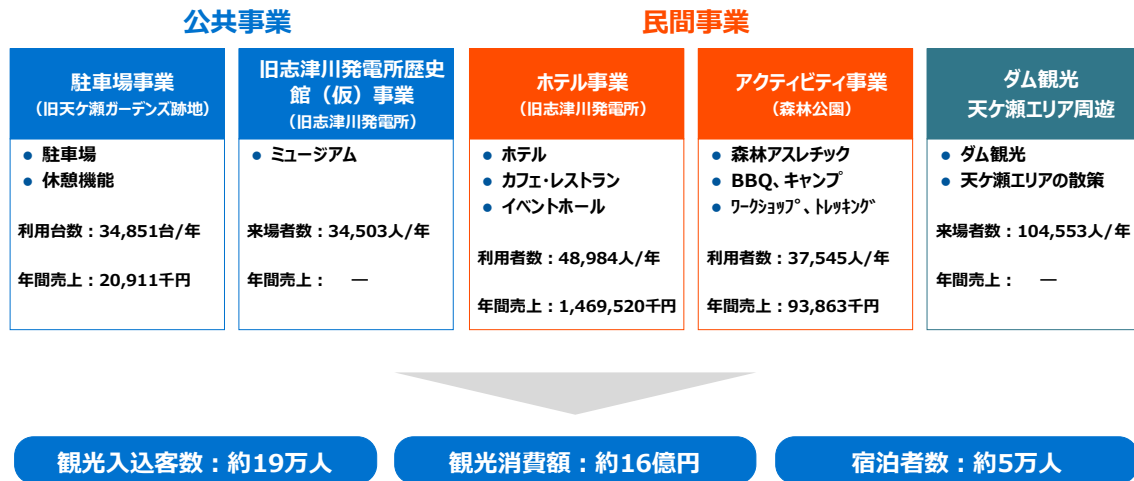 公共事業
民間事業
駐車場事業
（旧天ケ瀬ガーデンズ跡地）
● 駐車場
● 休憩機能
利用台数：34,851台/年
年間売上：20,911千円
旧志津川発電所歴史
館（仮）事業
（旧志津川発電所）
● ミュージアム
来場者数：34,503人/年
年間売上： ―
ホテル事業
（旧志津川発電所）
● ホテル
● カフェ・レストラン
● イベントホール
利用者数：48,984人/年
年間売上：1,469,520千円
アクティビティ事業
（森林公園）
● 森林アスレチック
● BBQ、キャンプ
● ﾜｰｸｼｮｯﾌﾟ、ﾄﾚｯｷﾝｸﾞ
利用者数：37,545人/年
年間売上：93,863千円
ダム観光
天ケ瀬エリア周遊
● ダム観光
● 天ケ瀬エリアの散策
来場者数：104,553人/年
年間売上： ―
観光入込客数：約19万人
観光消費額：約16億円
宿泊者数：約5万人